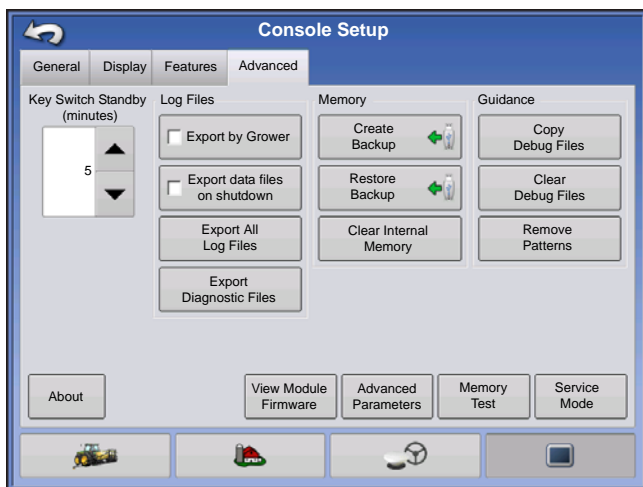 Console Setup
General
Display
Features
Advanced
Key Switch Standby
(minutes)
5
Log Files
Export by Grower
Export data files
on shutdown
Export All
Log Files
Export
Diagnostic Files
Memory
Create
Backup
Restore
Backup
Clear Internal
Memory
Guidance
Copy
Debug Files
Clear
Debug Files
Remove
Patterns
About
View Module
Firmware
Advanced
Parameters
Memory
Test
Service
Mode